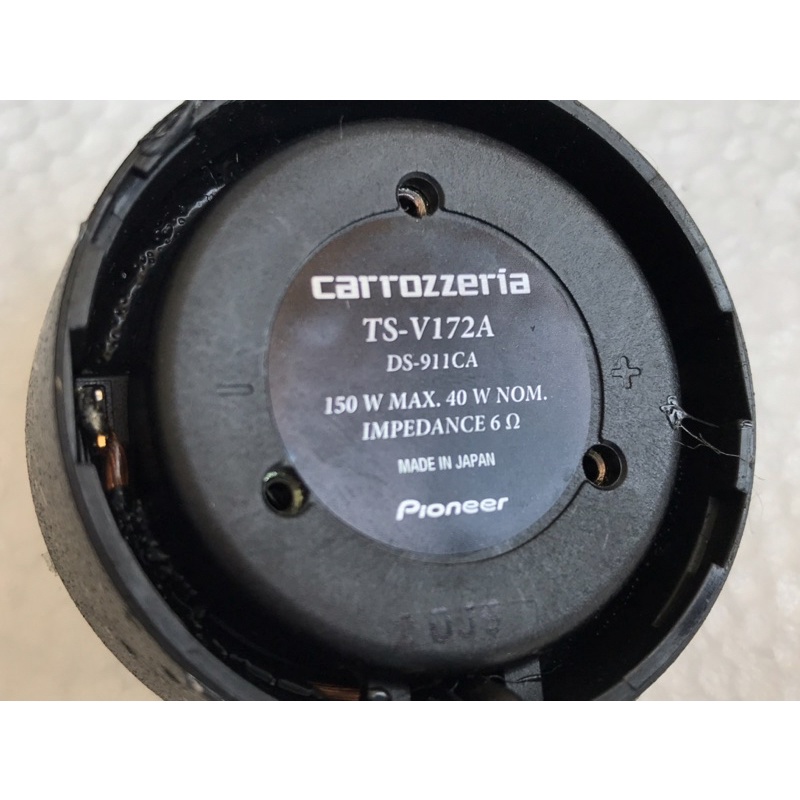 carrozzeria
TS-V172A
DS-911CA
150 W MAX. 40 W NOM.
IMPEDANCE 6 Ω
MADE IN JAPAN
Pioneer
- +